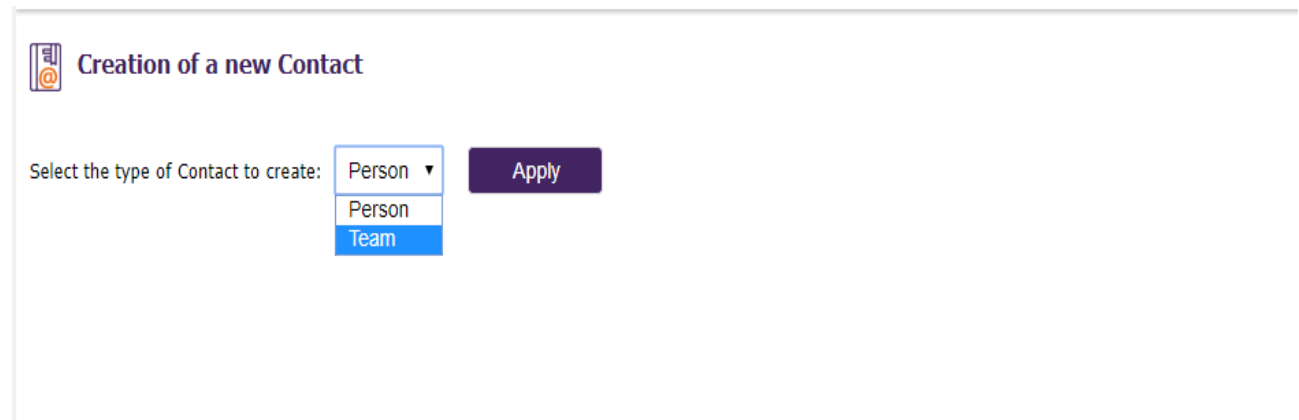 Creation of a new Contact
Select the type of Contact to create: Person Apply
Person
Team